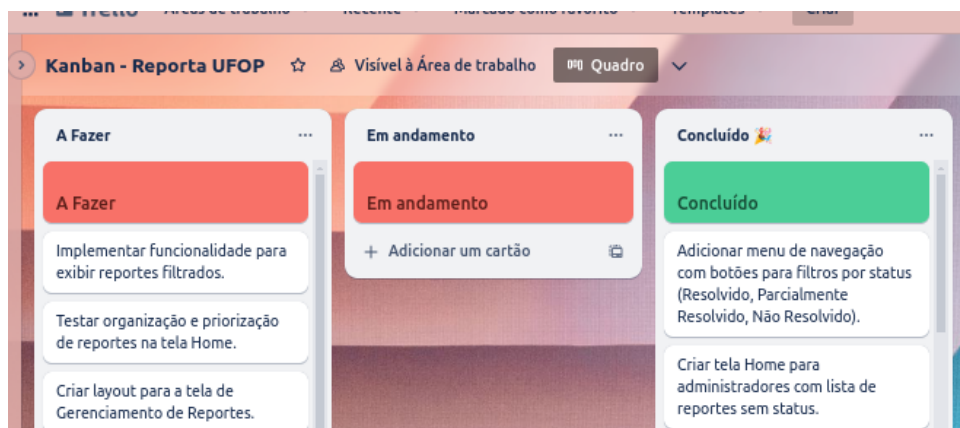 Kanban - Reporta UFOP
Visível à Área de trabalho
Quadro
A Fazer
A Fazer
Implementar funcionalidade para
exibir reportes filtrados.
Testar organização e priorização
de reportes na tela Home.
Criar layout para a tela de
Gerenciamento de Reportes.
Em andamento
Em andamento
+ Adicionar um cartão
Concluído 🎉
Concluído
Adicionar menu de navegação
com botões para filtros por status
(Resolvido, Parcialmente
Resolvido, Não Resolvido).
Criar tela Home para
administradores com lista de
reportes sem status.